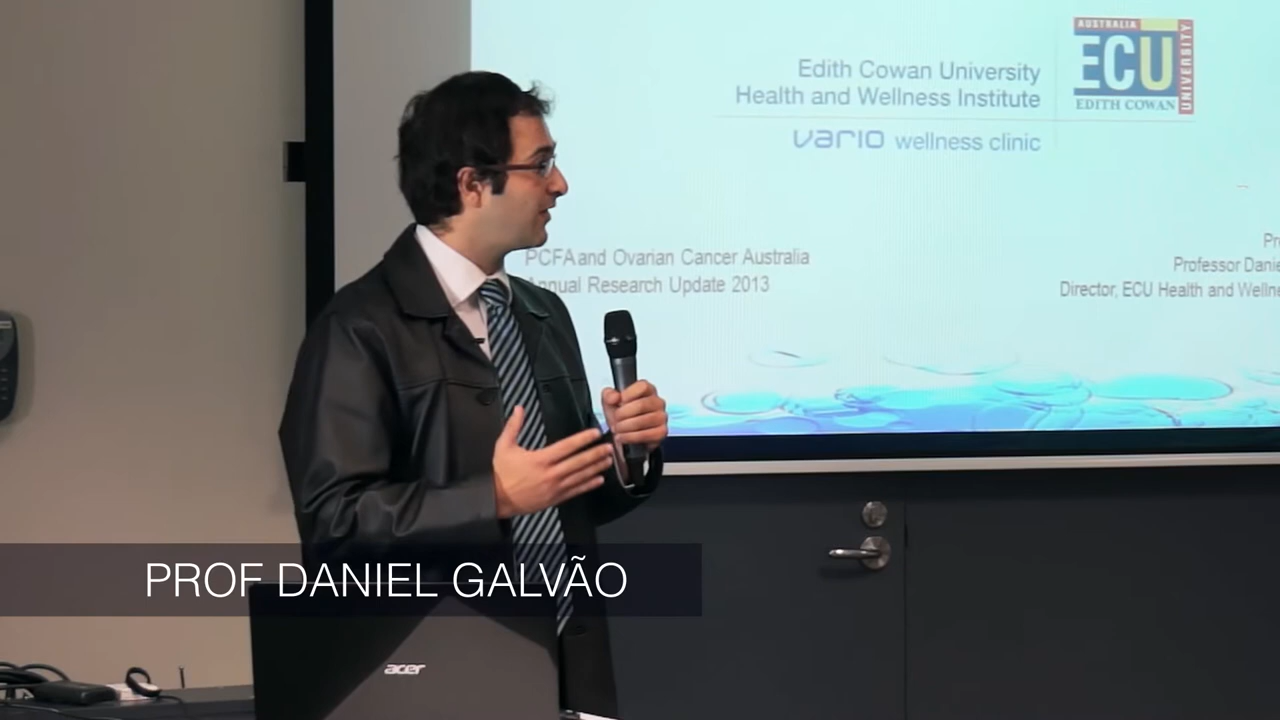 AUSTRALIA
ECU
UNIVERSITY
EDITH COWAN
Edith Cowan University
Health and Wellness Institute
vario wellness clinic
PCFA and Ovarian Cancer Australia
Annual Research Update 2013
Professor
Director, ECU Health and
PROF DANIEL GALVÃO
acer